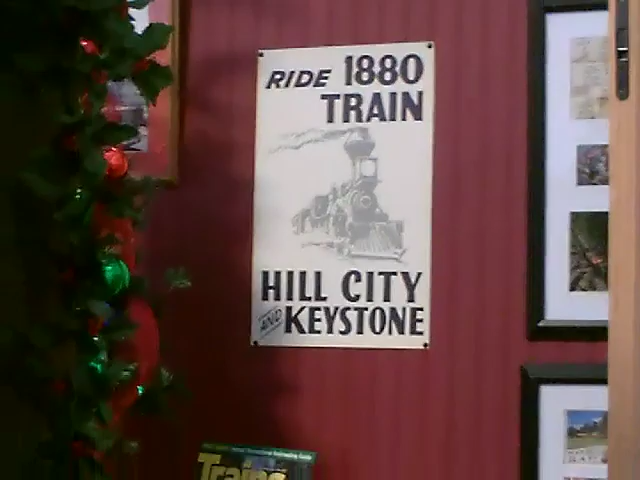 RIDE 1880
TRAIN
HILL CITY
AND KEYSTONE
Trains